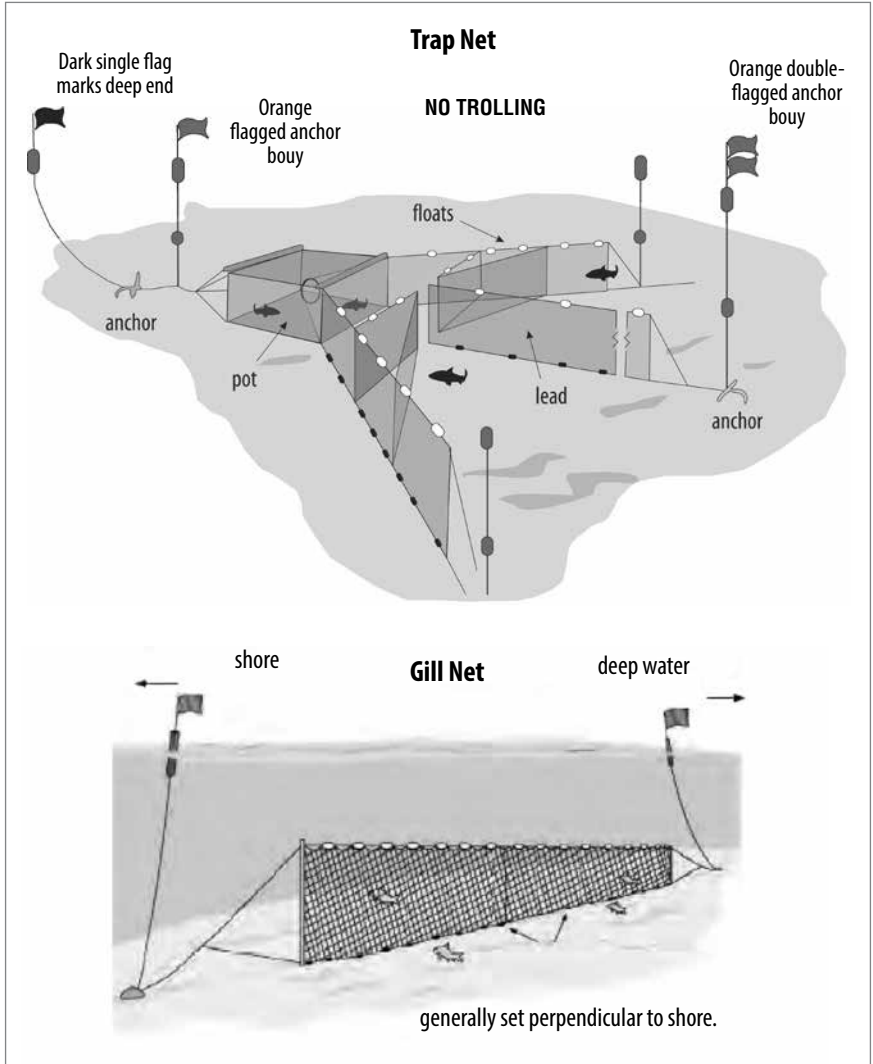 Trap Net
Dark single flag
marks deep end
Orange
flagged anchor
bouy
NO TROLLING
Orange double-
flagged anchor
bouy
floats
anchor
pot
lead
anchor
shore
Gill Net
deep water
generally set perpendicular to shore.